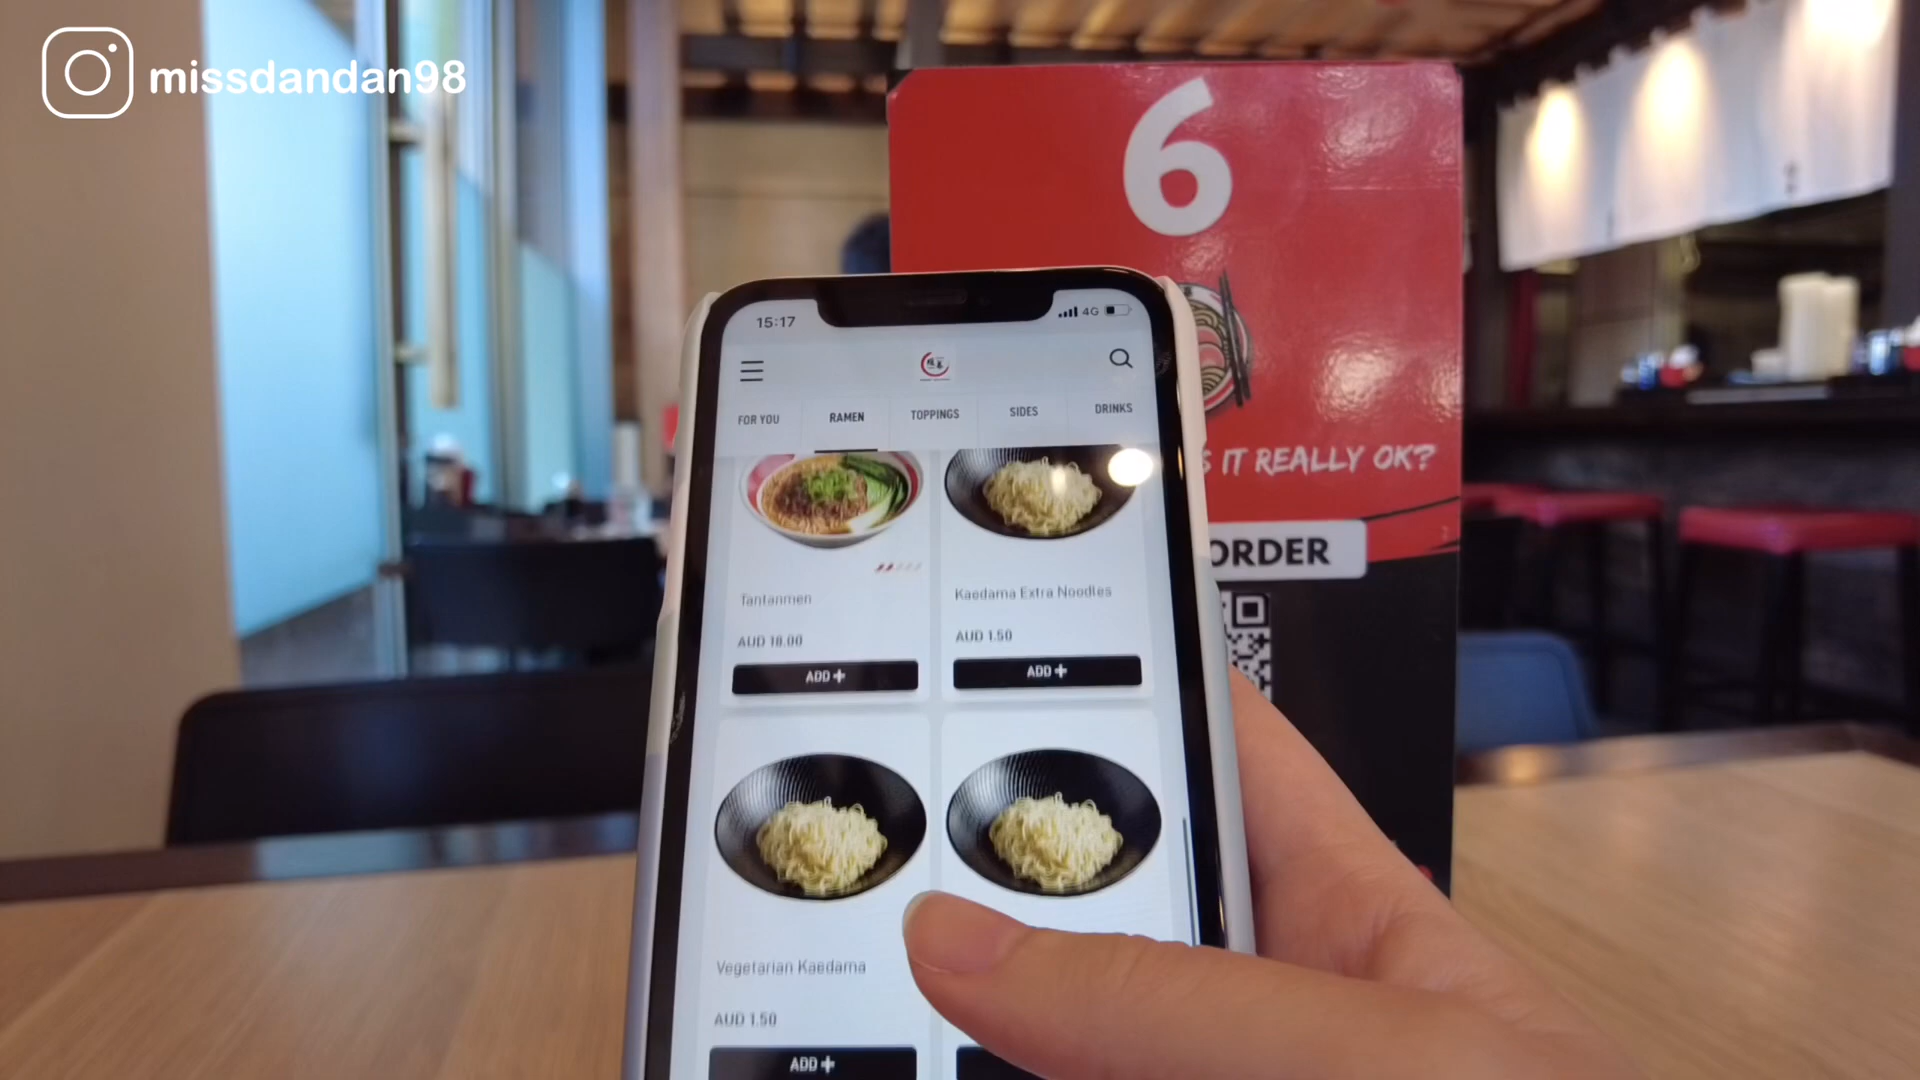 missdandan98
6
15:17
4G
FOR YOU
RAMEN
TOPPINGS
SIDES
DRINKS
IT REALLY OK?
ORDER
Tantanmen
AUD 18.00
ADD +
Kaedama Extra Noodles
AUD 1.50
ADD +
Vegetarian Kaedama
AUD 1.50
ADD +